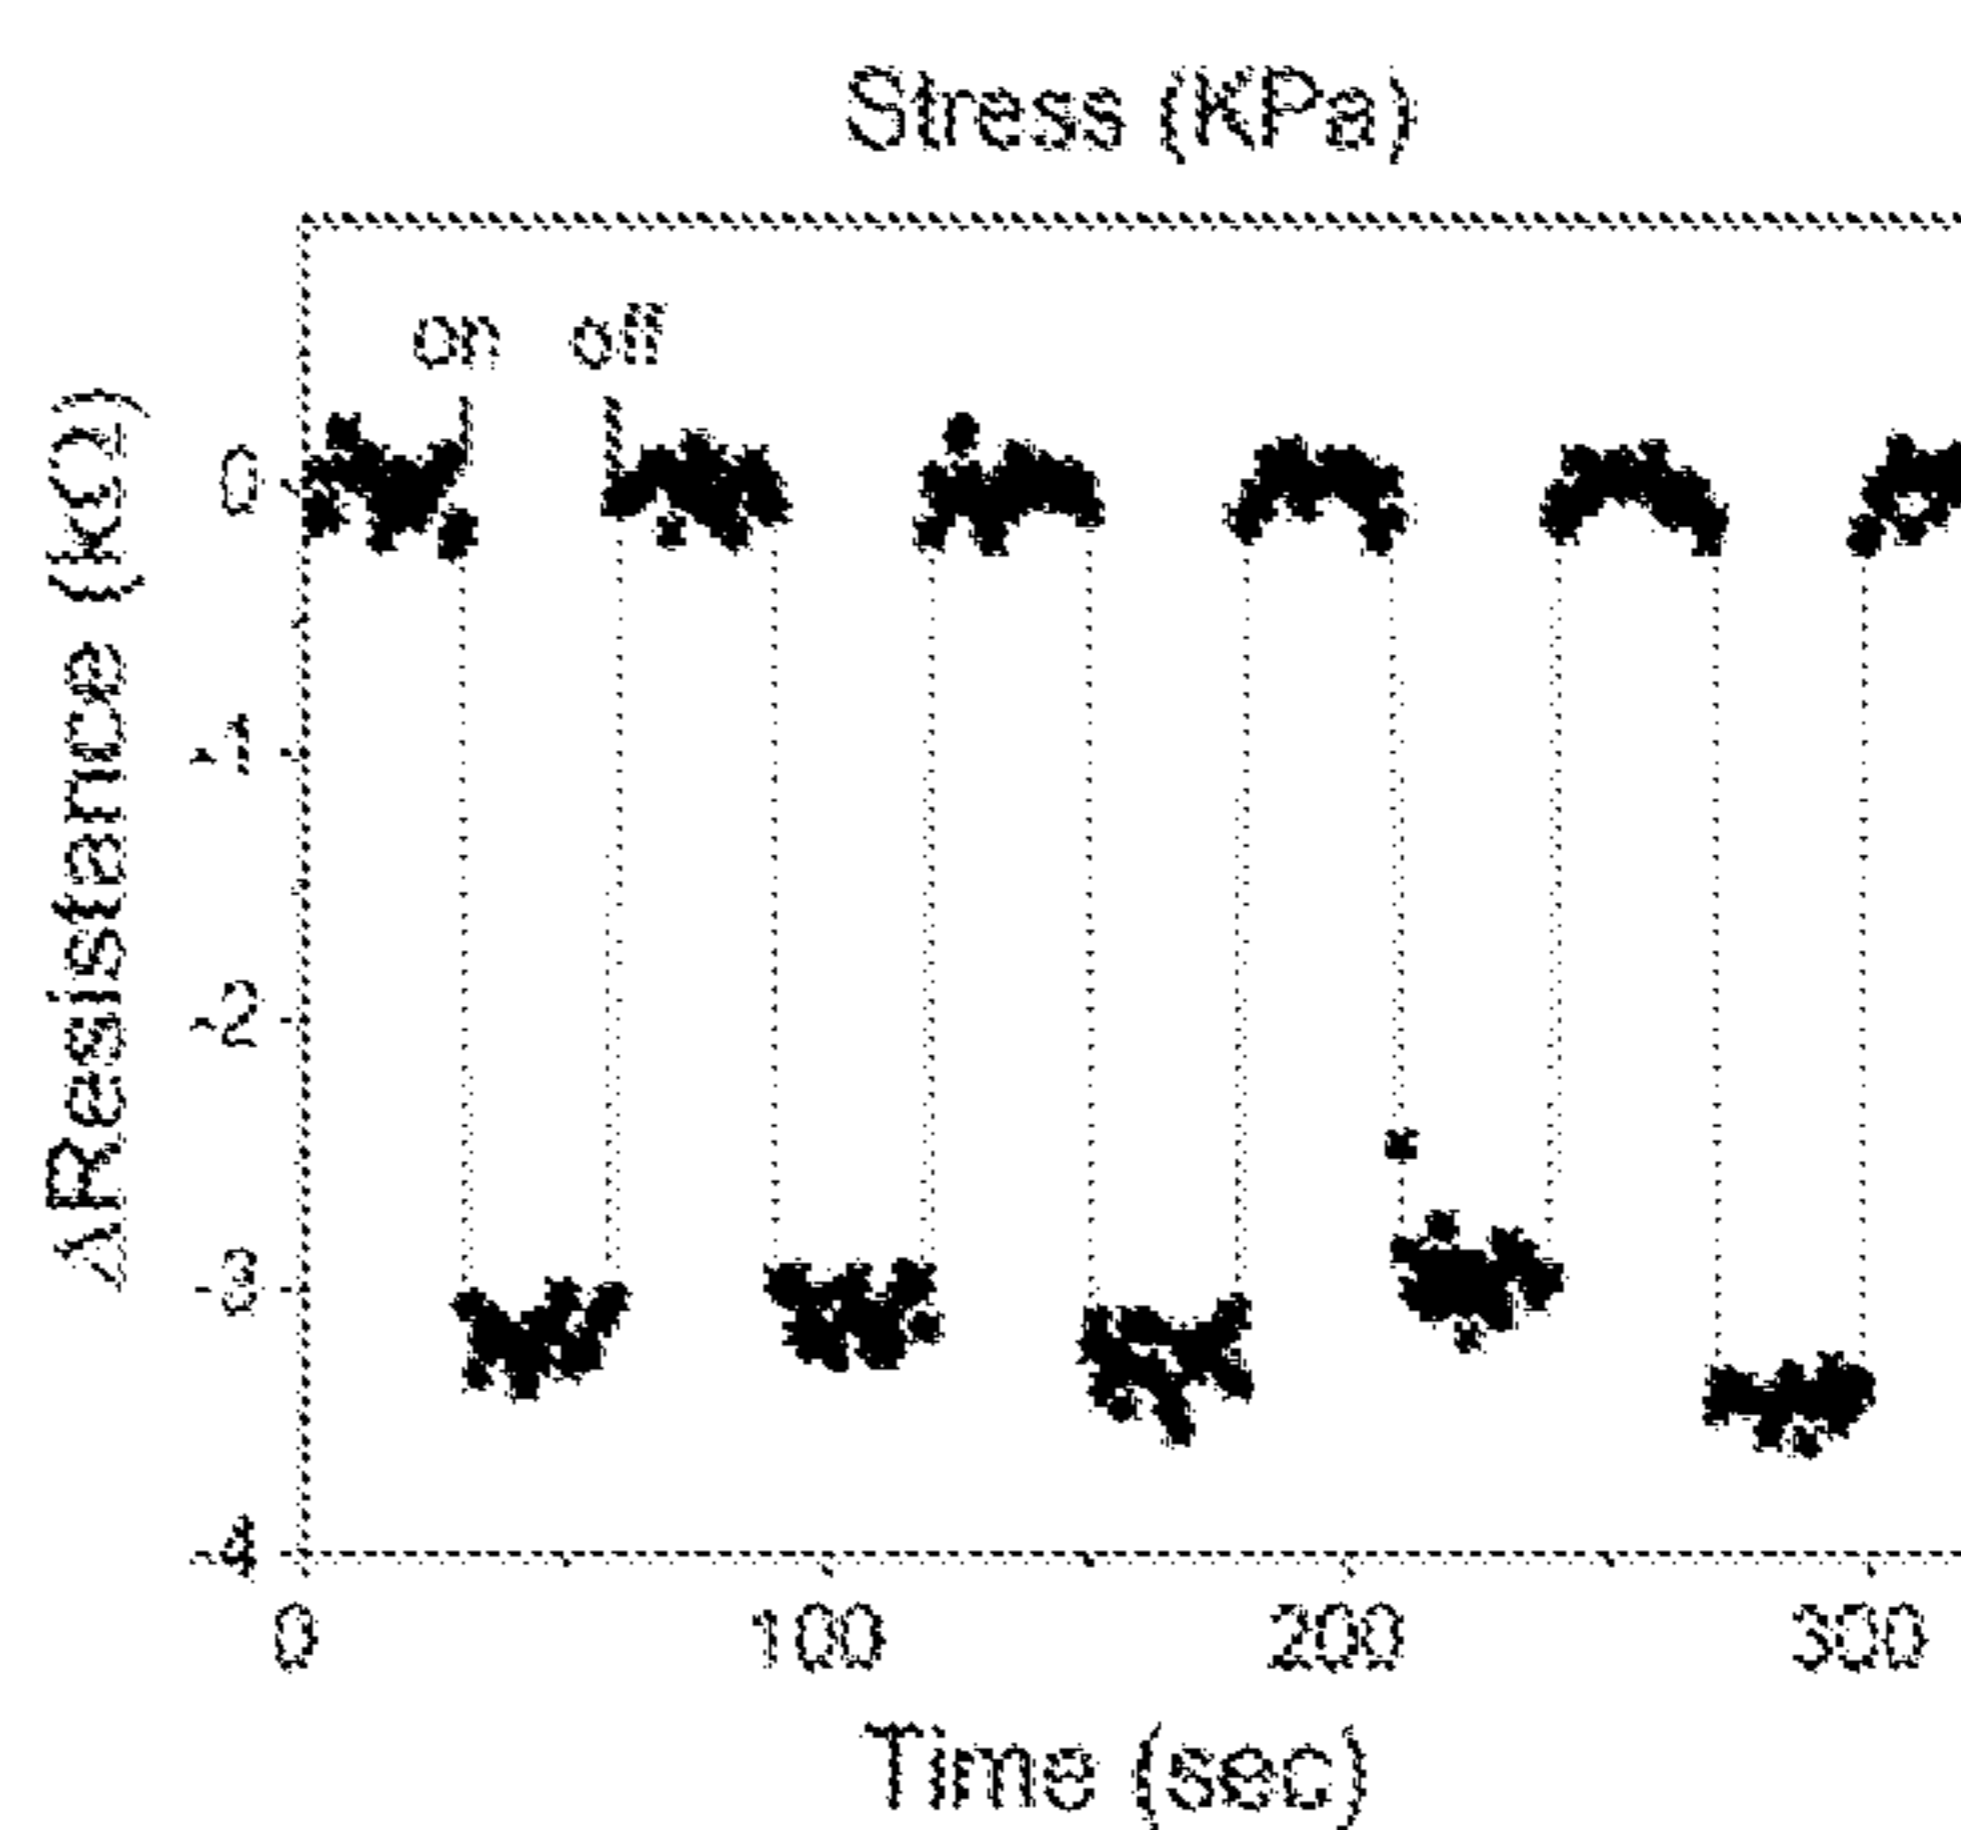 Stress (KPa)
on off
ΔResistance (kΩ)
0
-1
-2
-3
-4
0 100 200 300
Time (sec)